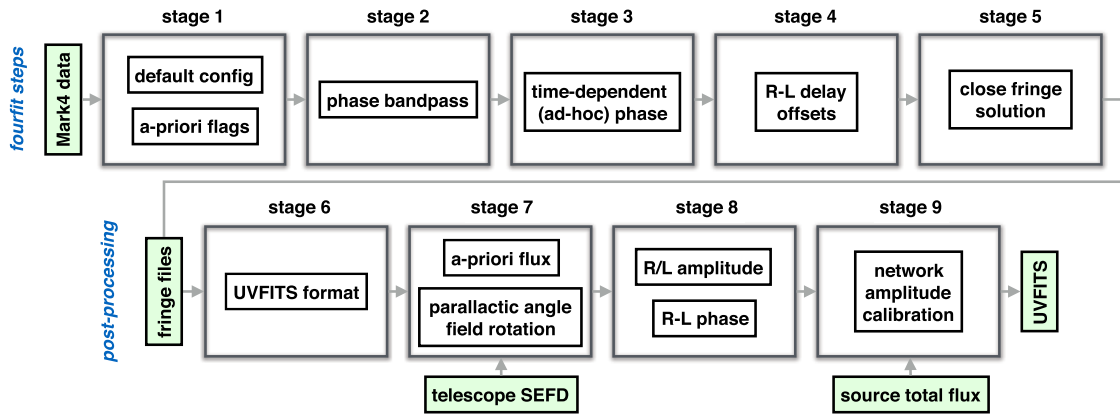 stage 1
stage 2
stage 3
stage 4
stage 5
fourfit steps
Mark4 data
default config
a-priori flags
phase bandpass
time-dependent
(ad-hoc) phase
R-L delay
offsets
close fringe
solution
stage 6
stage 7
stage 8
stage 9
post-processing
fringe files
UVFITS format
a-priori flux
parallactic angle
field rotation
R/L amplitude
R-L phase
network
amplitude
calibration
UVFITS
telescope SEFD
source total flux